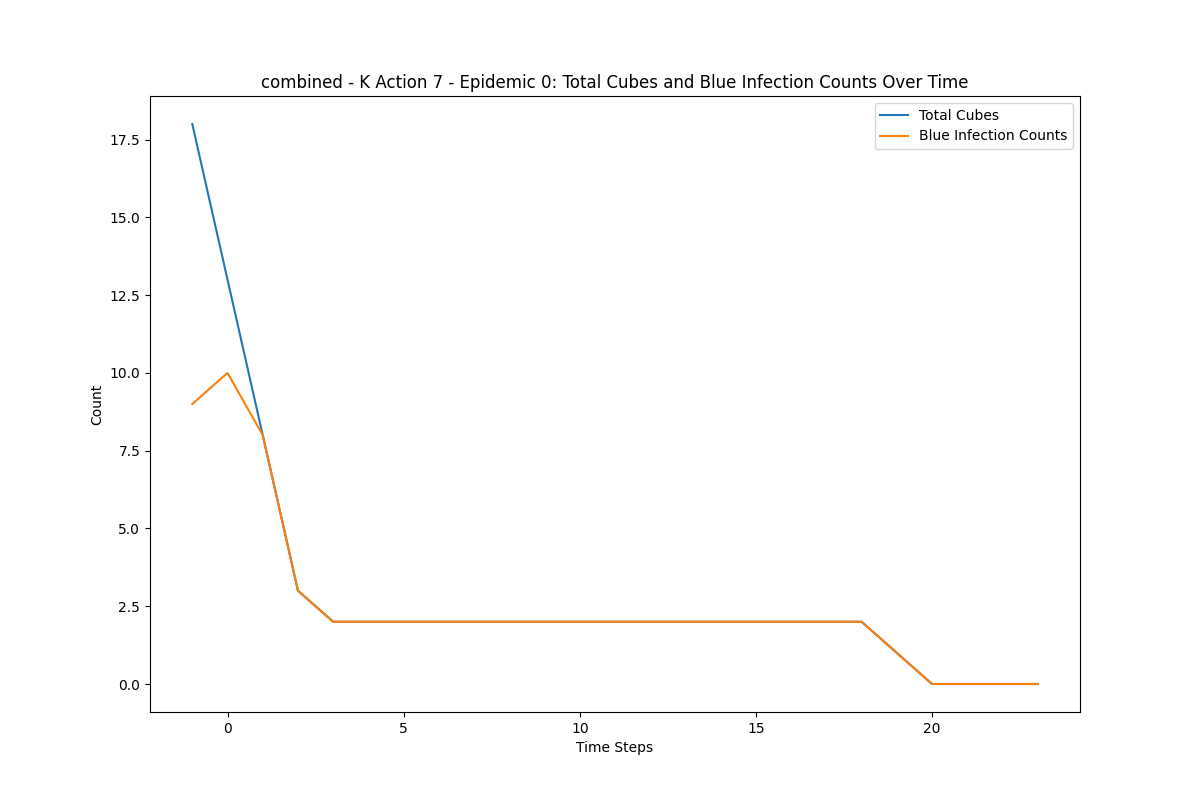 combined - K Action 7 - Epidemic 0: Total Cubes and Blue Infection Counts Over Time
Total Cubes
Blue Infection Counts
17.5
15.0
12.5
10.0
7.5
5.0
2.5
0.0
Count
0 5 10 15 20
Time Steps